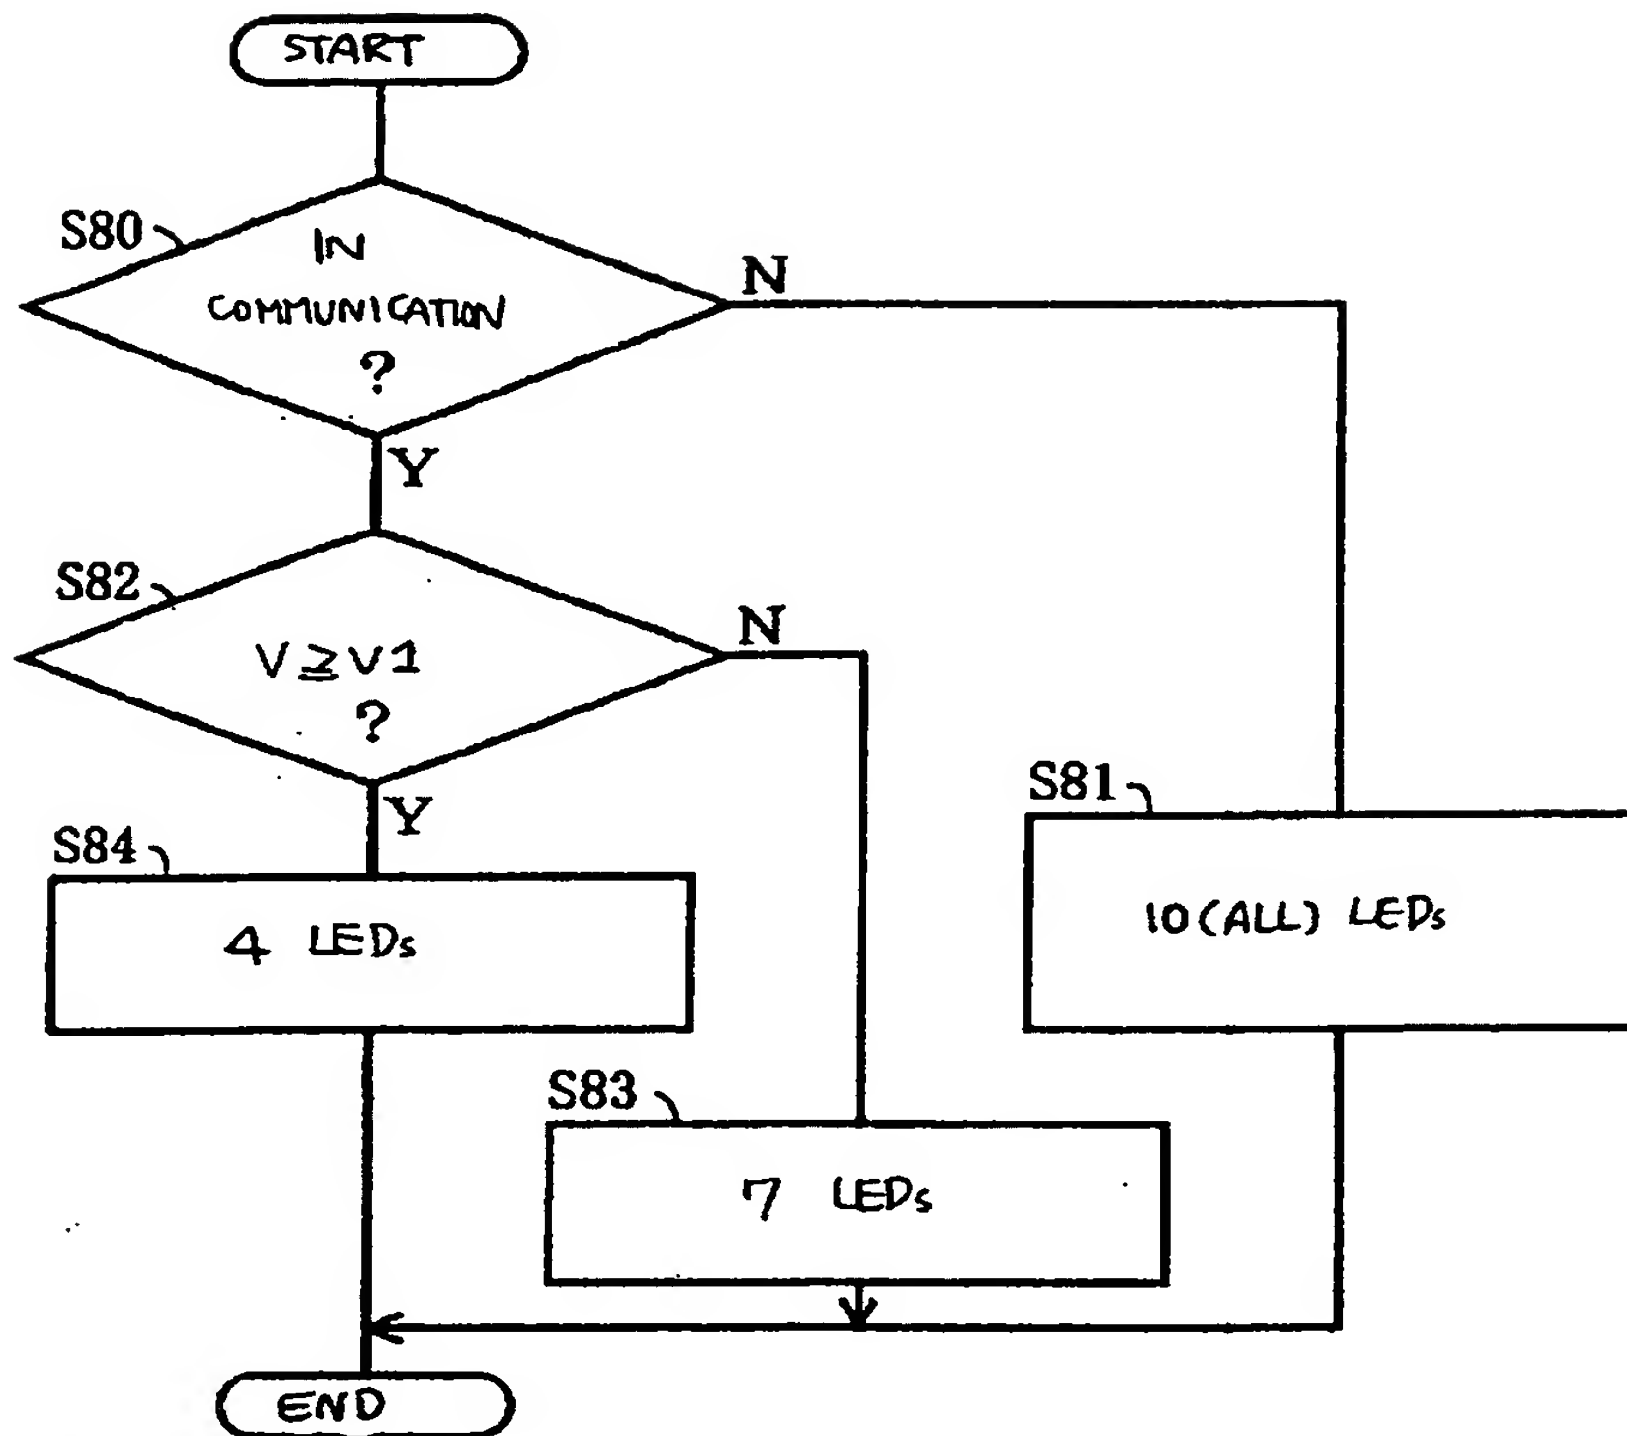 START
S80
IN
COMMUNICATION
?
N
Y
S82
V≧V1
?
N
Y
S81
10(ALL) LEDs
S84
4 LEDs
S83
7 LEDs
END